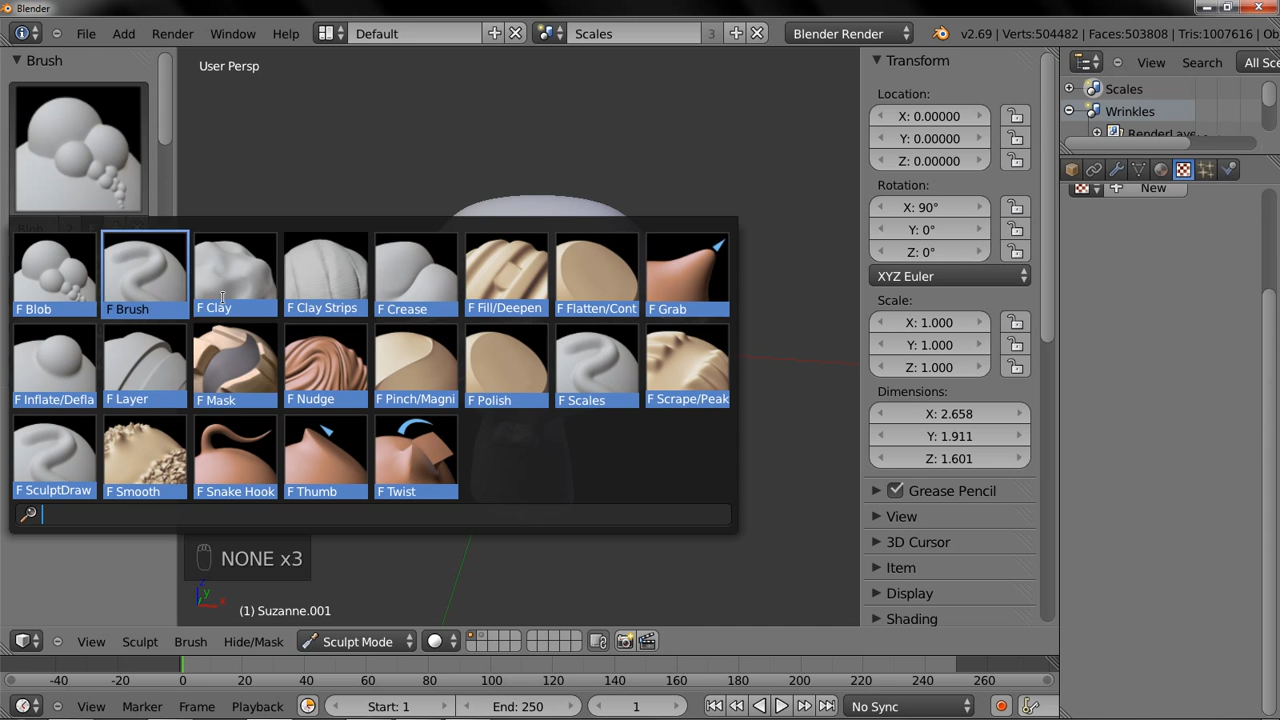 Blender
File Add Render Window Help Default Scales 3 Blender Render v2.69 | Verts:504482 | Faces:503808 | Tris:1007616 | Ob
Brush
User Persp
F Blob F Brush F Clay F Clay Strips F Crease F Fill/Deepen F Flatten/Cont F Grab
F Inflate/Defla F Layer F Mask F Nudge F Pinch/Magni F Polish F Scales F Scrape/Peak
F SculptDraw F Smooth F Snake Hook F Thumb F Twist
NONE x3
z
y
x
(1) Suzanne.001
View Sculpt Brush Hide/Mask Sculpt Mode
Transform
Location:
X: 0.00000
Y: 0.00000
Z: 0.00000
Rotation:
X: 90°
Y: 0°
Z: 0°
XYZ Euler
Scale:
X: 1.000
Y: 1.000
Z: 1.000
Dimensions:
X: 2.658
Y: 1.911
Z: 1.601
Grease Pencil
View
3D Cursor
Item
Display
Shading
View Search All Sce
Scales
Wrinkles
New
-40 -20 0 20 40 60 80 100 120 140 160 180 200 220 240 260
View Marker Frame Playback Start: 1 End: 250 1 No Sync